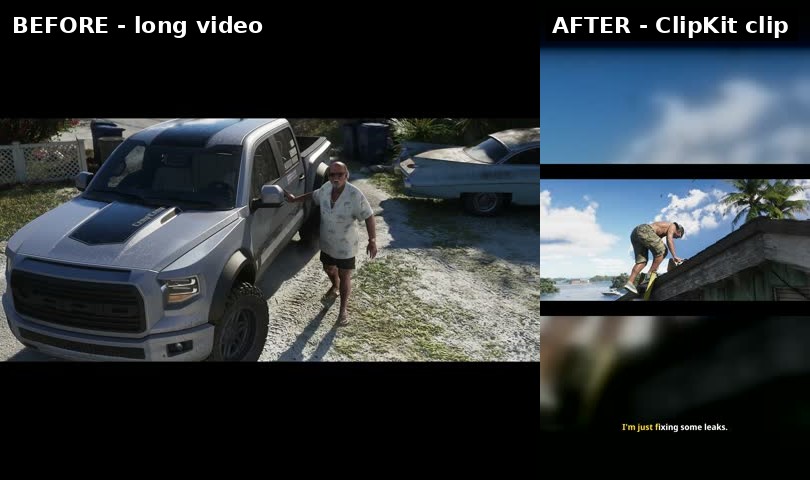 BEFORE - long video
AFTER - ClipKit clip
I'm just fixing some leaks.